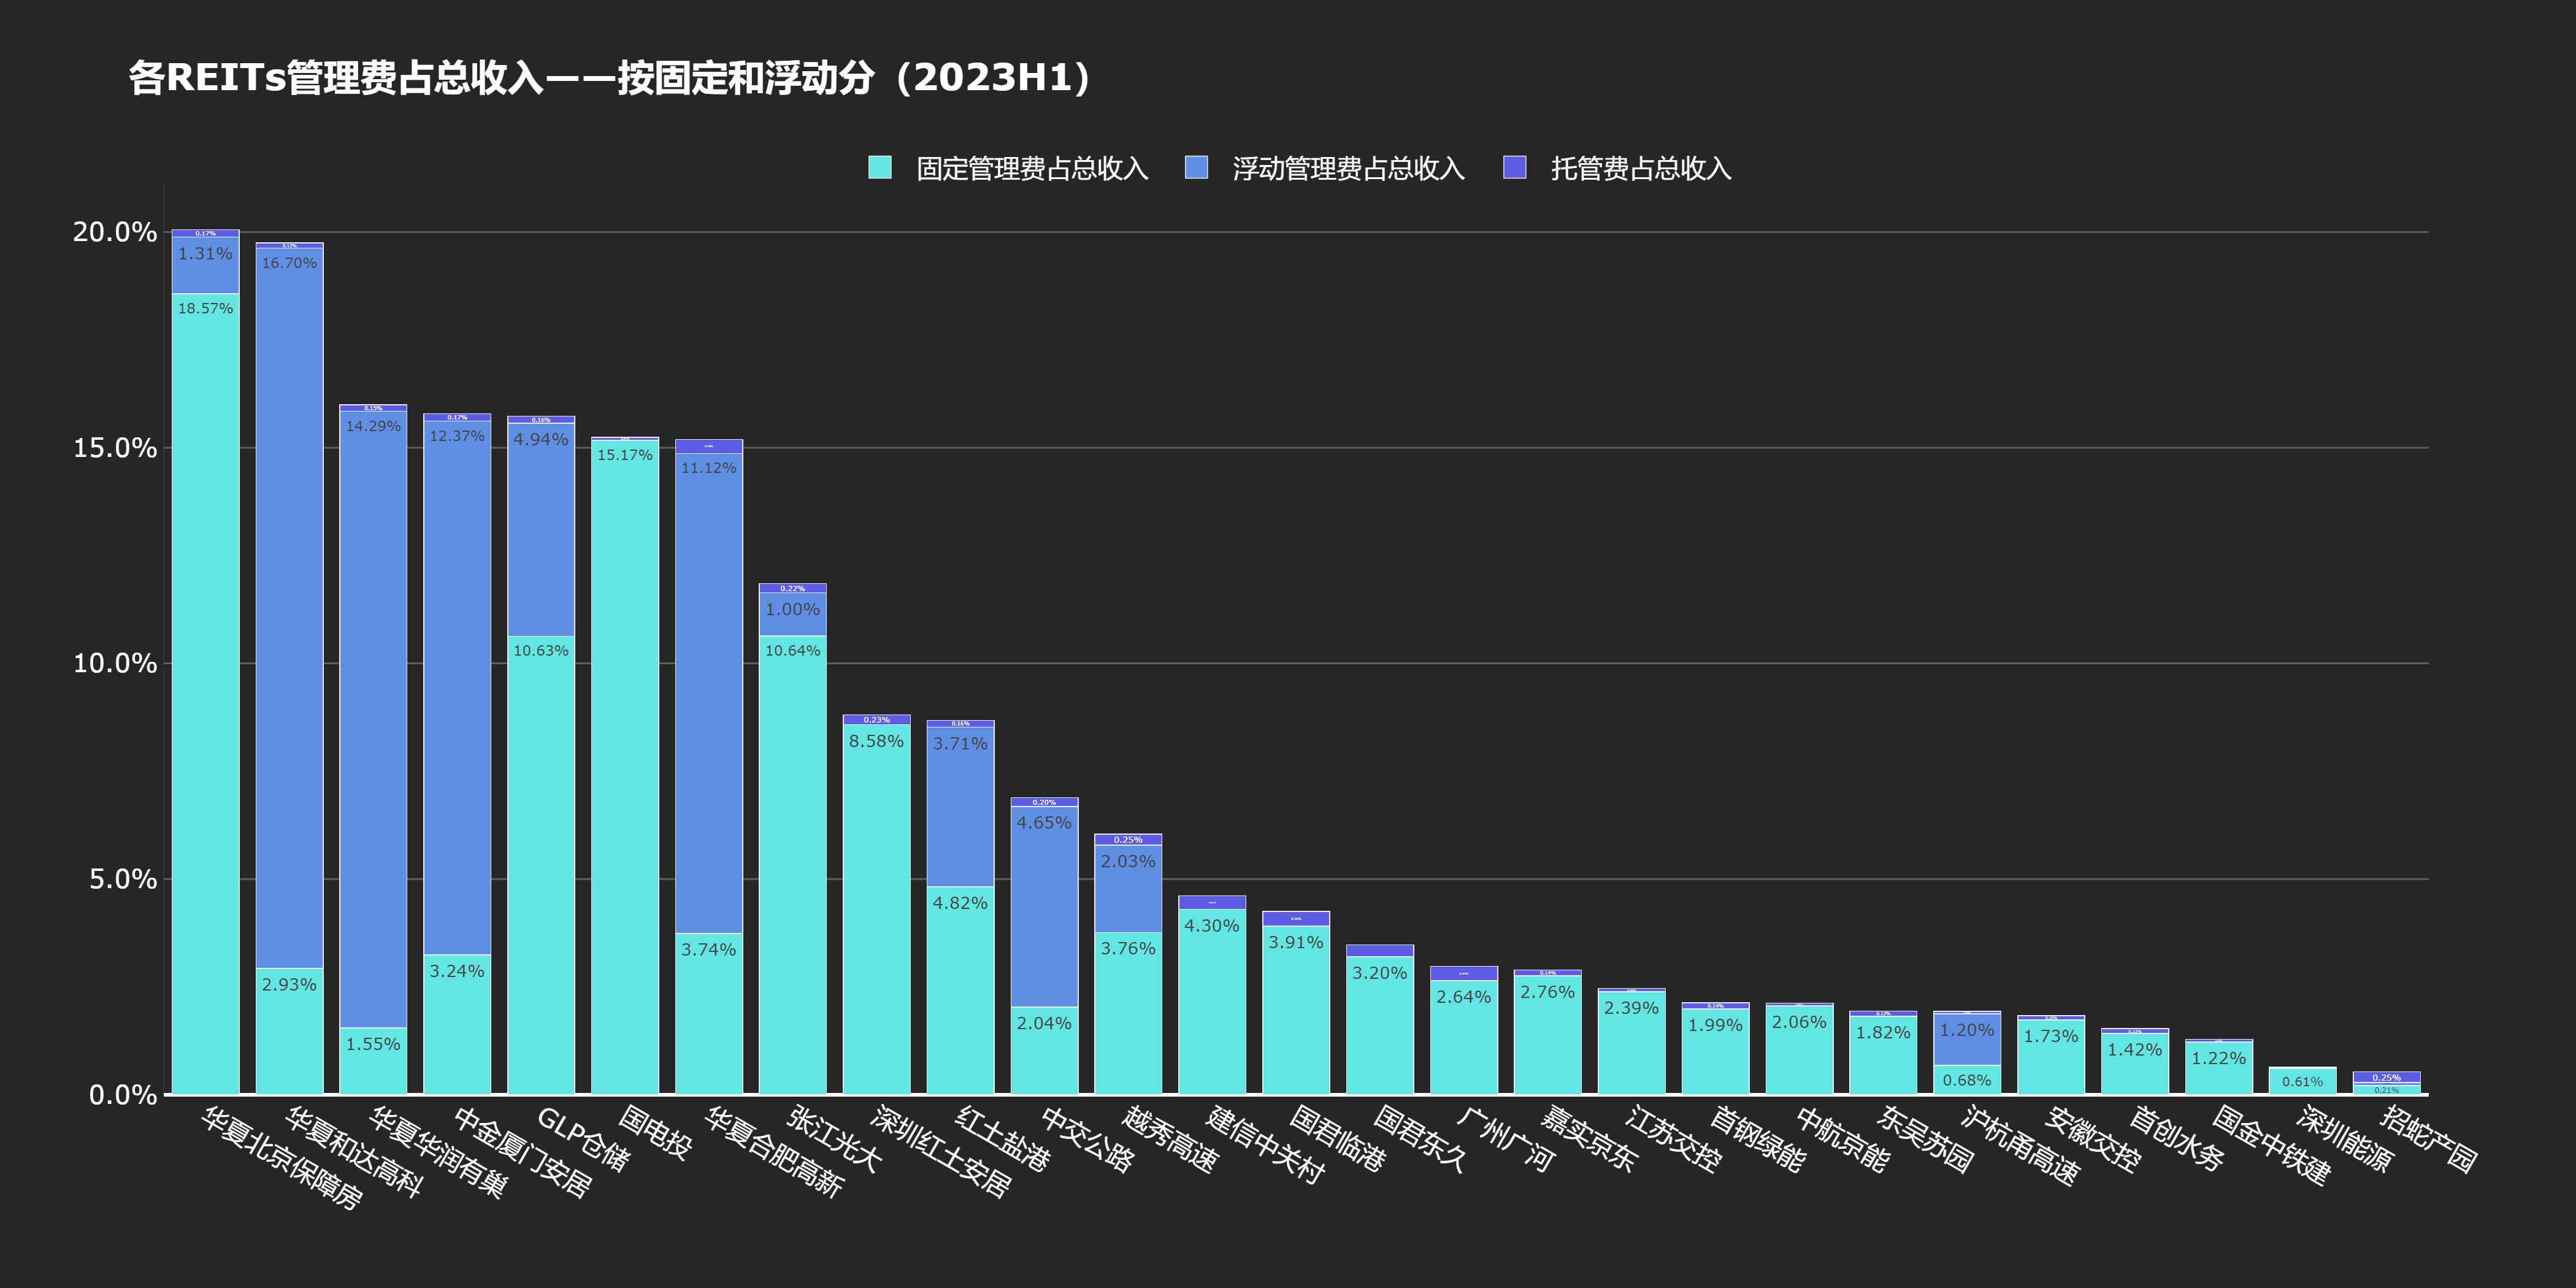 各REITs管理费占总收入——按固定和浮动分（2023H1）
固定管理费占总收入 浮动管理费占总收入 托管费占总收入
20.0%
15.0%
10.0%
5.0%
0.0%
0.17%
1.31%
18.57%
0.12%
16.70%
2.93%
0.15%
14.29%
1.55%
0.17%
12.37%
3.24%
0.16%
4.94%
10.63%
15.17%
11.12%
3.74%
0.22%
1.00%
10.64%
0.23%
8.58%
0.16%
3.71%
4.82%
0.20%
4.65%
2.04%
0.25%
2.03%
3.76%
4.30%
3.91%
3.20%
2.64%
0.14%
2.76%
2.39%
0.14%
1.99%
2.06%
0.12%
1.82%
1.20%
0.68%
1.73%
0.12%
1.42%
1.22%
0.61%
0.25%
0.21%
华夏北京保障房
华夏和达高科
华夏华润有巢
中金厦门安居
GLP仓储
国电投
华夏合肥高新
张江光大
深圳红土安居
红土盐港
中交公路
越秀高速
建信中关村
国君临港
国君东久
广州广河
嘉实京东
江苏交控
首钢绿能
中航京能
东吴苏园
沪杭甬高速
安徽交控
首创水务
国金中铁建
深圳能源
招蛇产园